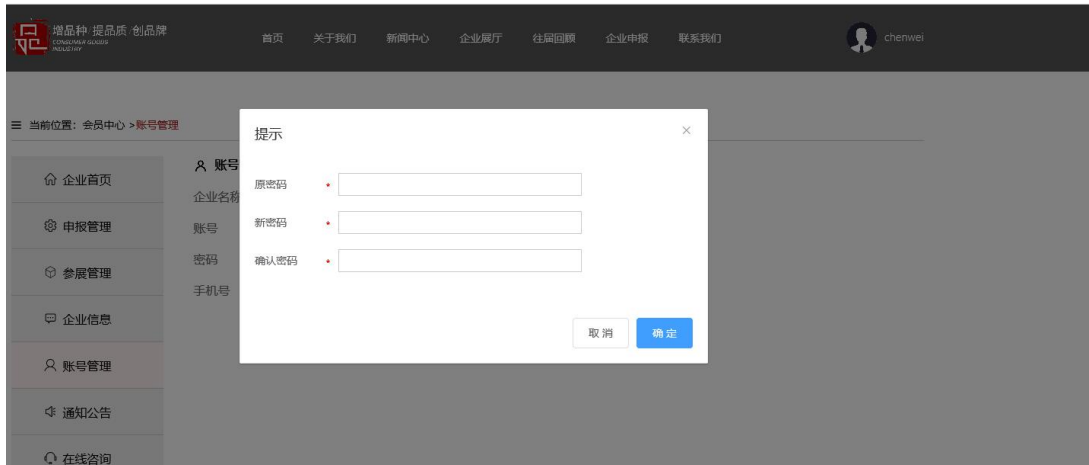 增品种 提品质 创品牌
CONSUMER GOODS
INDUSTRY
首页 关于我们 新闻中心 企业展厅 往届回顾 企业申报 联系我们
chenwei
当前位置：会员中心 >账号管理
企业首页
申报管理
参展管理
企业信息
账号管理
通知公告
在线咨询
账号
企业名称
账号
密码
手机号
提示
×
原密码 *
新密码 *
确认密码 *
取消 确定